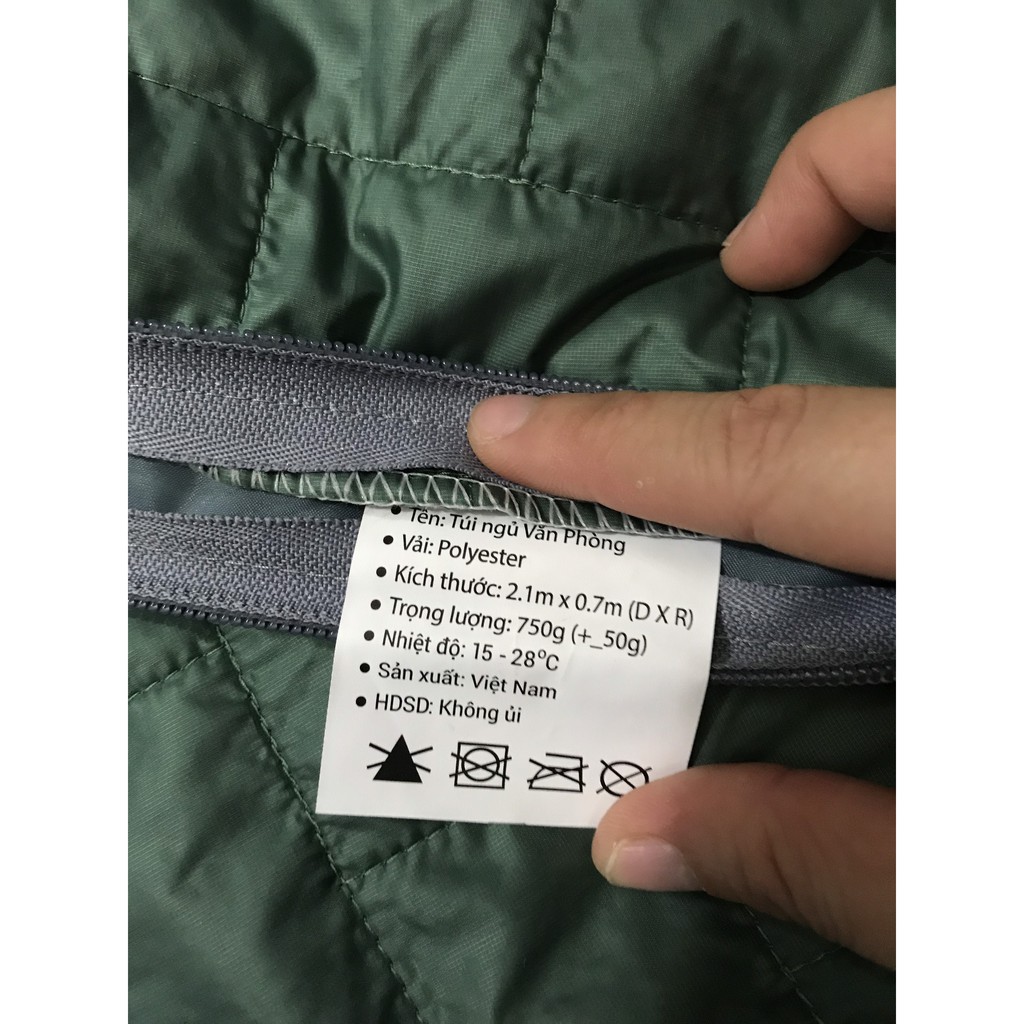 • Tên: Túi ngủ Văn Phòng
• Vải: Polyester
• Kích thước: 2.1m x 0.7m (D X R)
• Trọng lượng: 750g (+_50g)
• Nhiệt độ: 15 - 28°C
• Sản xuất: Việt Nam
• HDSD: Không ủi